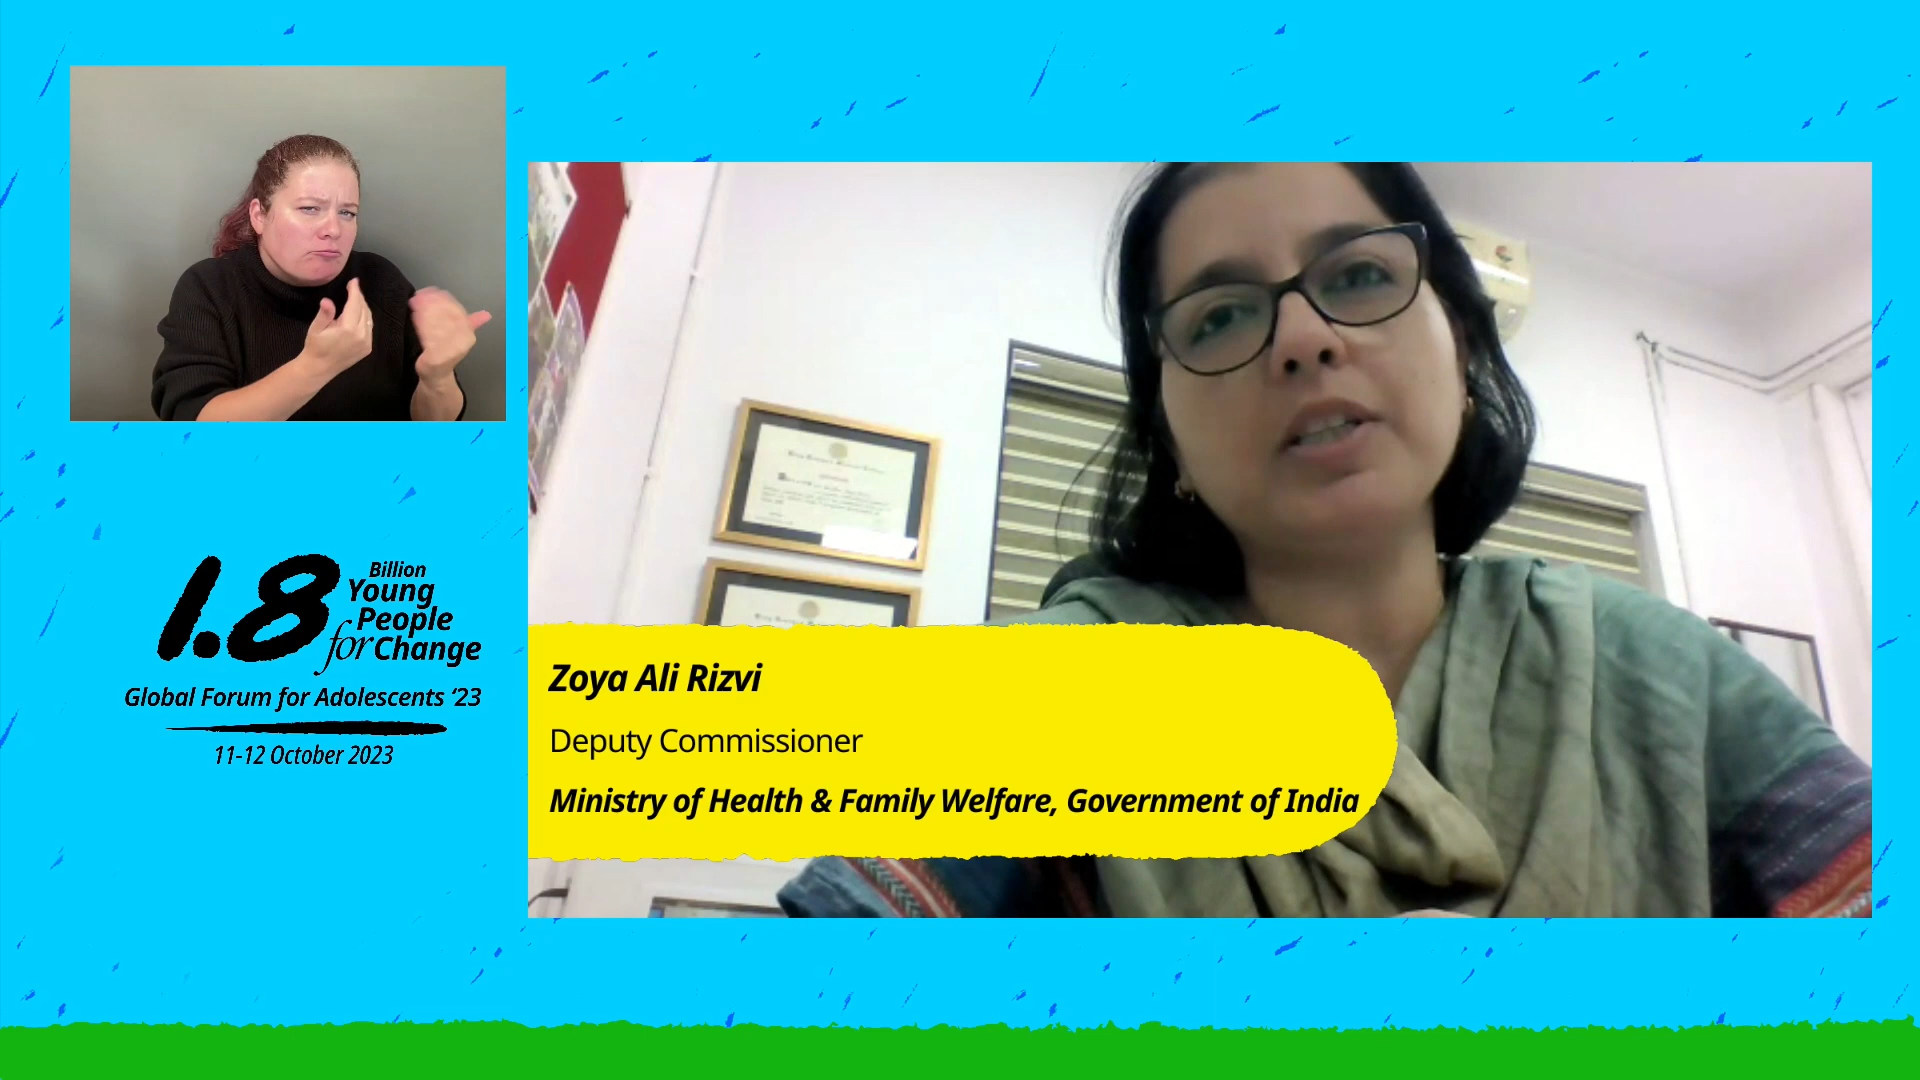 1.8 Billion
Young
People
for Change
Global Forum for Adolescents ‘23
11-12 October 2023
Zoya Ali Rizvi
Deputy Commissioner
Ministry of Health & Family Welfare, Government of India